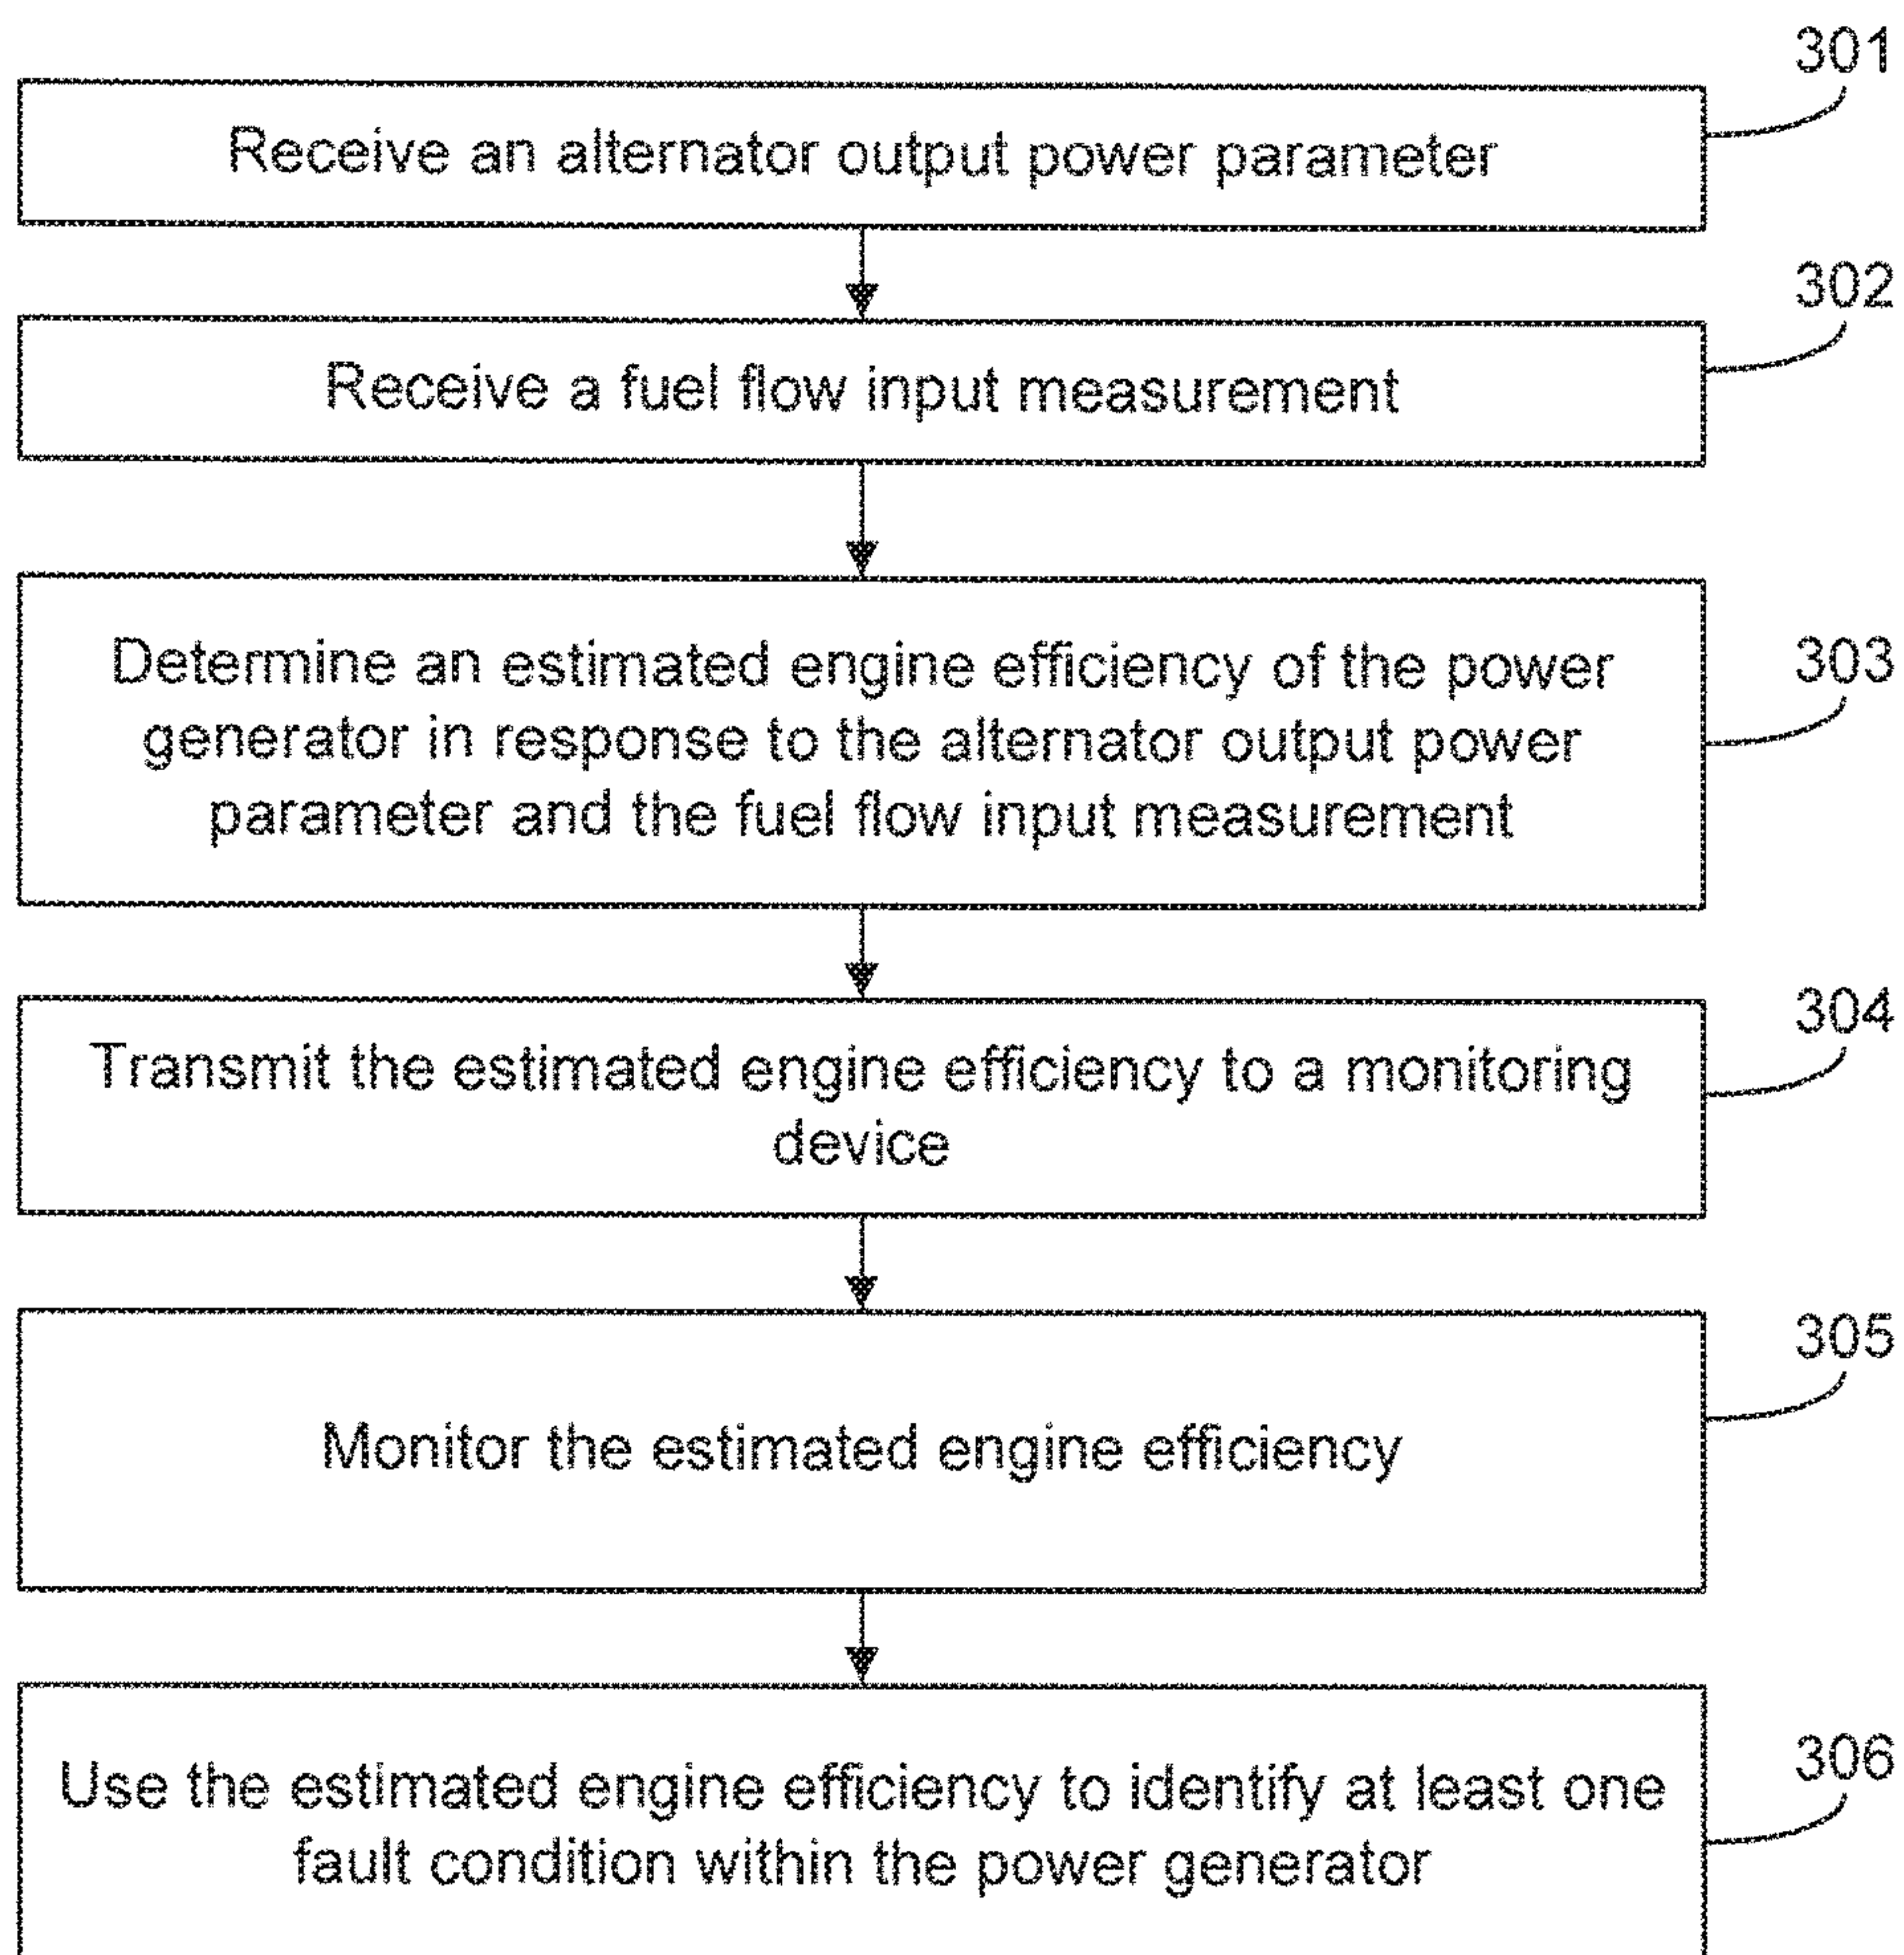 301
Receive an alternator output power parameter
302
Receive a fuel flow input measurement
303
Determine an estimated engine efficiency of the power
generator in response to the alternator output power
parameter and the fuel flow input measurement
304
Transmit the estimated engine efficiency to a monitoring
device
305
Monitor the estimated engine efficiency
306
Use the estimated engine efficiency to identify at least one
fault condition within the power generator